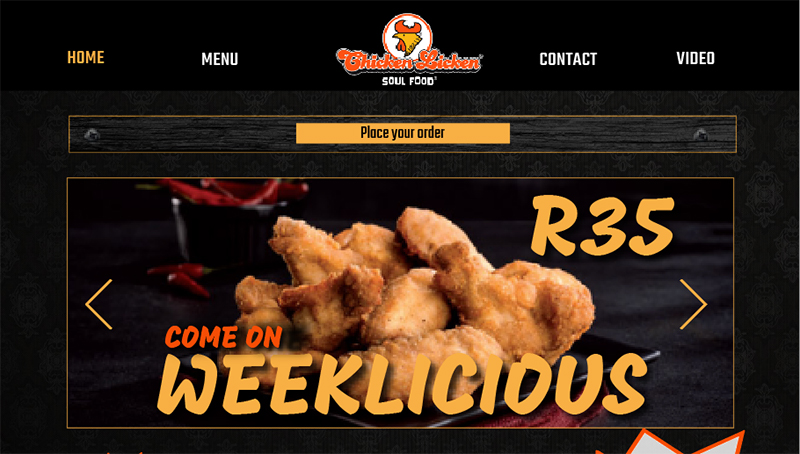 HOME
MENU
Chicken Licken®
SOUL FOOD®
CONTACT
VIDEO
Place your order
R35
COME ON
WEEKLICIOUS